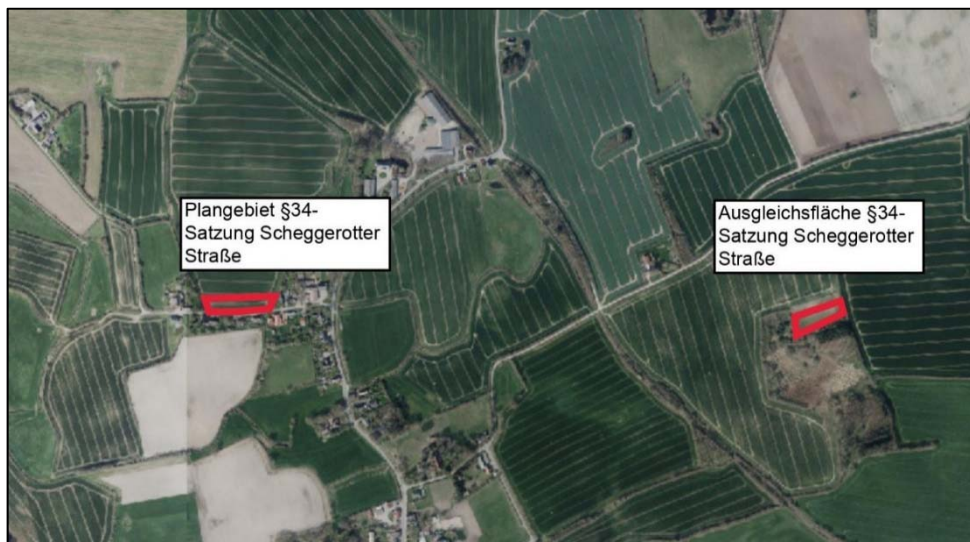 Plangebiet §34-
Satzung Scheggerotter
Straße
Ausgleichsfläche §34-
Satzung Scheggerotter
Straße